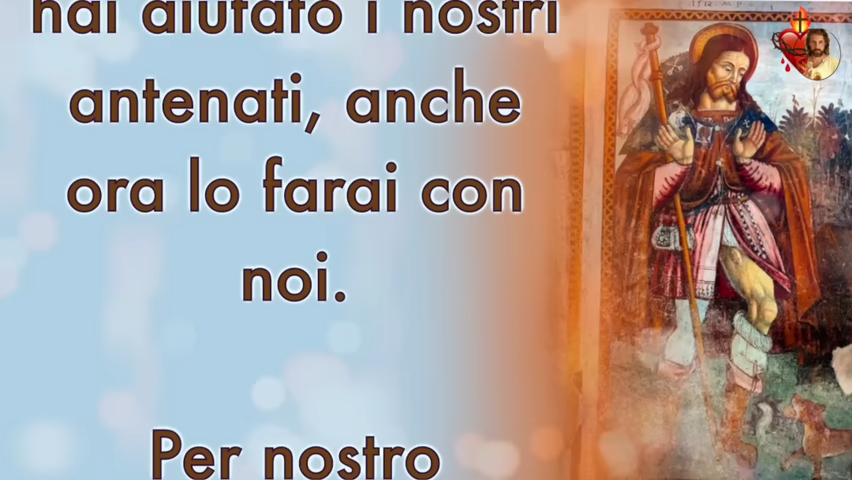 hai aiutato i nostri
antenati, anche
ora lo farai con
noi.
Per nostro